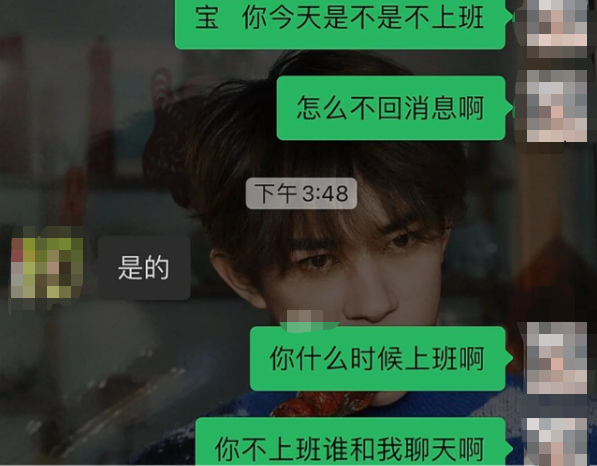 宝 你今天是不是不上班
怎么不回消息啊
下午3:48
是的
你什么时候上班啊
你不上班谁和我聊天啊